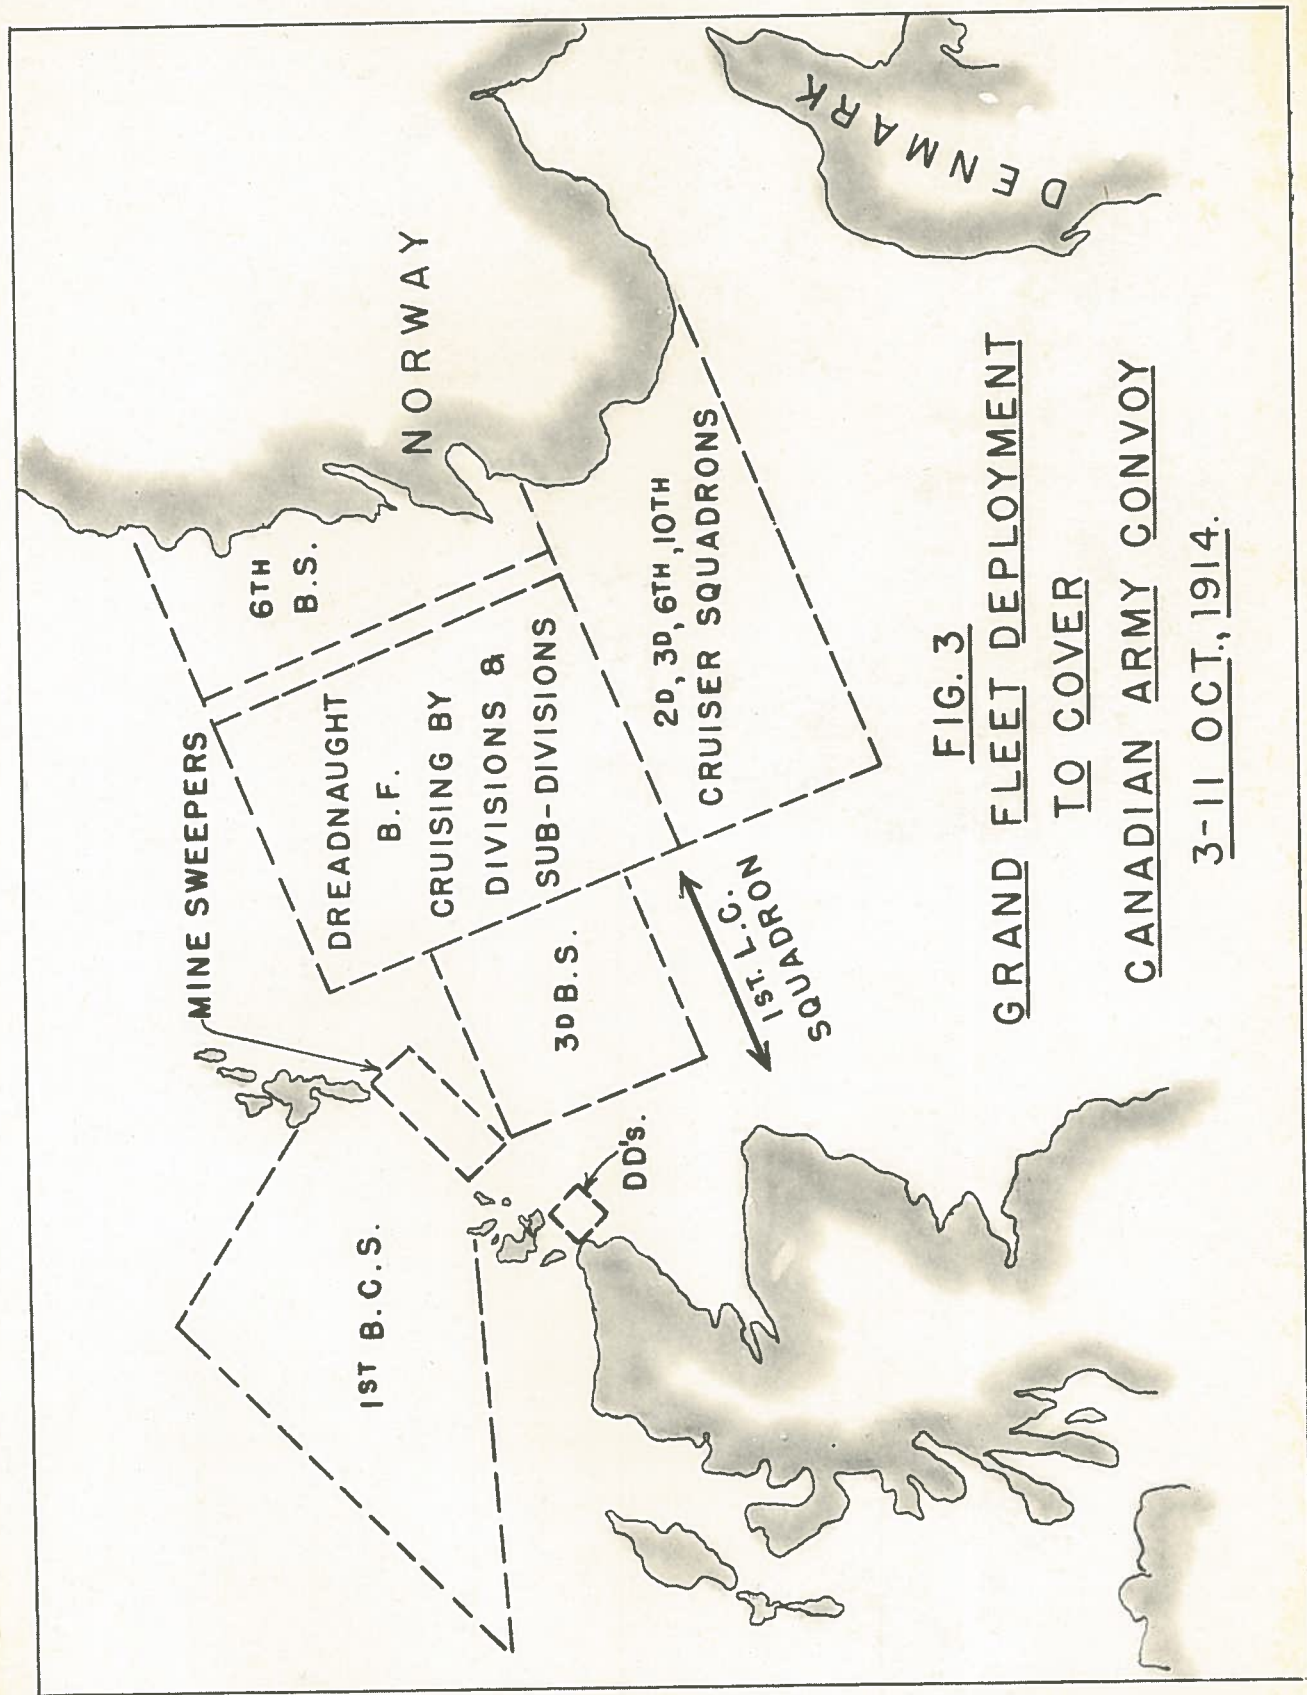 MINE SWEEPERS
6TH
B.S.
NORWAY
DREADNAUGHT
B.F.
CRUISING BY
DIVISIONS &
SUB-DIVISIONS
1ST B.C.S.
3D B.S.
DD's.
2D, 3D, 6TH, 10TH
CRUISER SQUADRONS
1ST. L.C.
SQUADRON
DENMARK
FIG. 3
GRAND FLEET DEPLOYMENT
TO COVER
CANADIAN ARMY CONVOY
3-11 OCT., 1914.